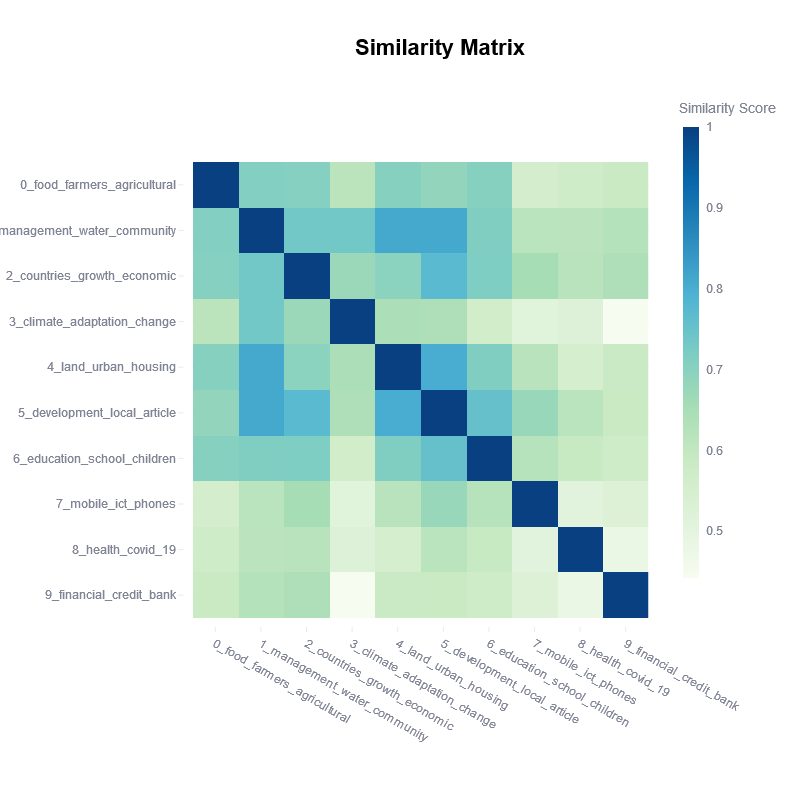 Similarity Matrix
Similarity Score
1
0.9
0.8
0.7
0.6
0.5
0_food_farmers_agricultural
management_water_community
2_countries_growth_economic
3_climate_adaptation_change
4_land_urban_housing
5_development_local_article
6_education_school_children
7_mobile_ict_phones
8_health_covid_19
9_financial_credit_bank
0_food_farmers_agricultural
1_management_water_community
2_countries_growth_economic
3_climate_adaptation_change
4_land_urban_housing
5_development_local_article
6_education_school_children
7_mobile_ict_phones
8_health_covid_19
9_financial_credit_bank